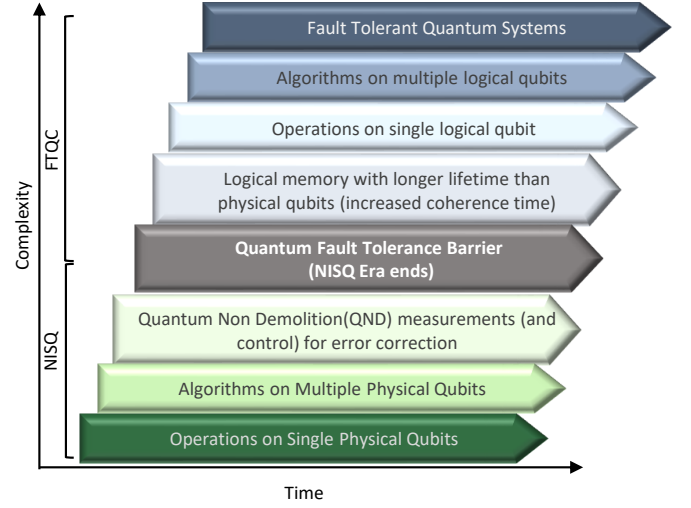 Fault Tolerant Quantum Systems
Algorithms on multiple logical qubits
Operations on single logical qubit
Logical memory with longer lifetime than
physical qubits (increased coherence time)
Quantum Fault Tolerance Barrier
(NISQ Era ends)
Quantum Non Demolition(QND) measurements (and
control) for error correction
Algorithms on Multiple Physical Qubits
Operations on Single Physical Qubits
Complexity
FTQC
NISQ
Time